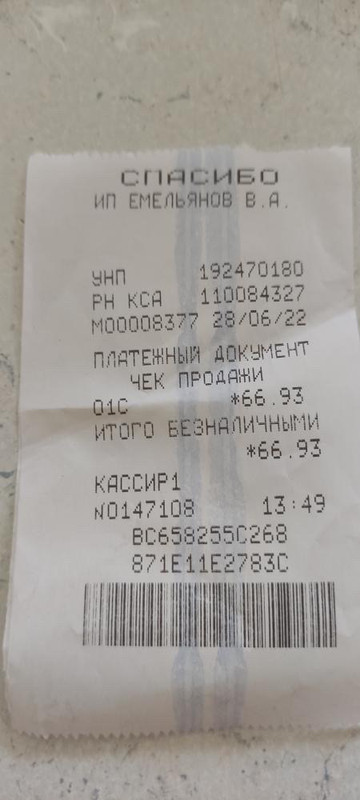 СПАСИБО
ИП ЕМЕЛЬЯНОВ В.А.
УНП 192470180
РН КСА 110084327
М00008377 28/06/22
ПЛАТЕЖНЫЙ ДОКУМЕНТ
ЧЕК ПРОДАЖИ
01С *66.93
ИТОГО БЕЗНАЛИЧНЫМИ
*66.93
КАССИР1
N0147108 13:49
BC658255C268
871E11E2783C